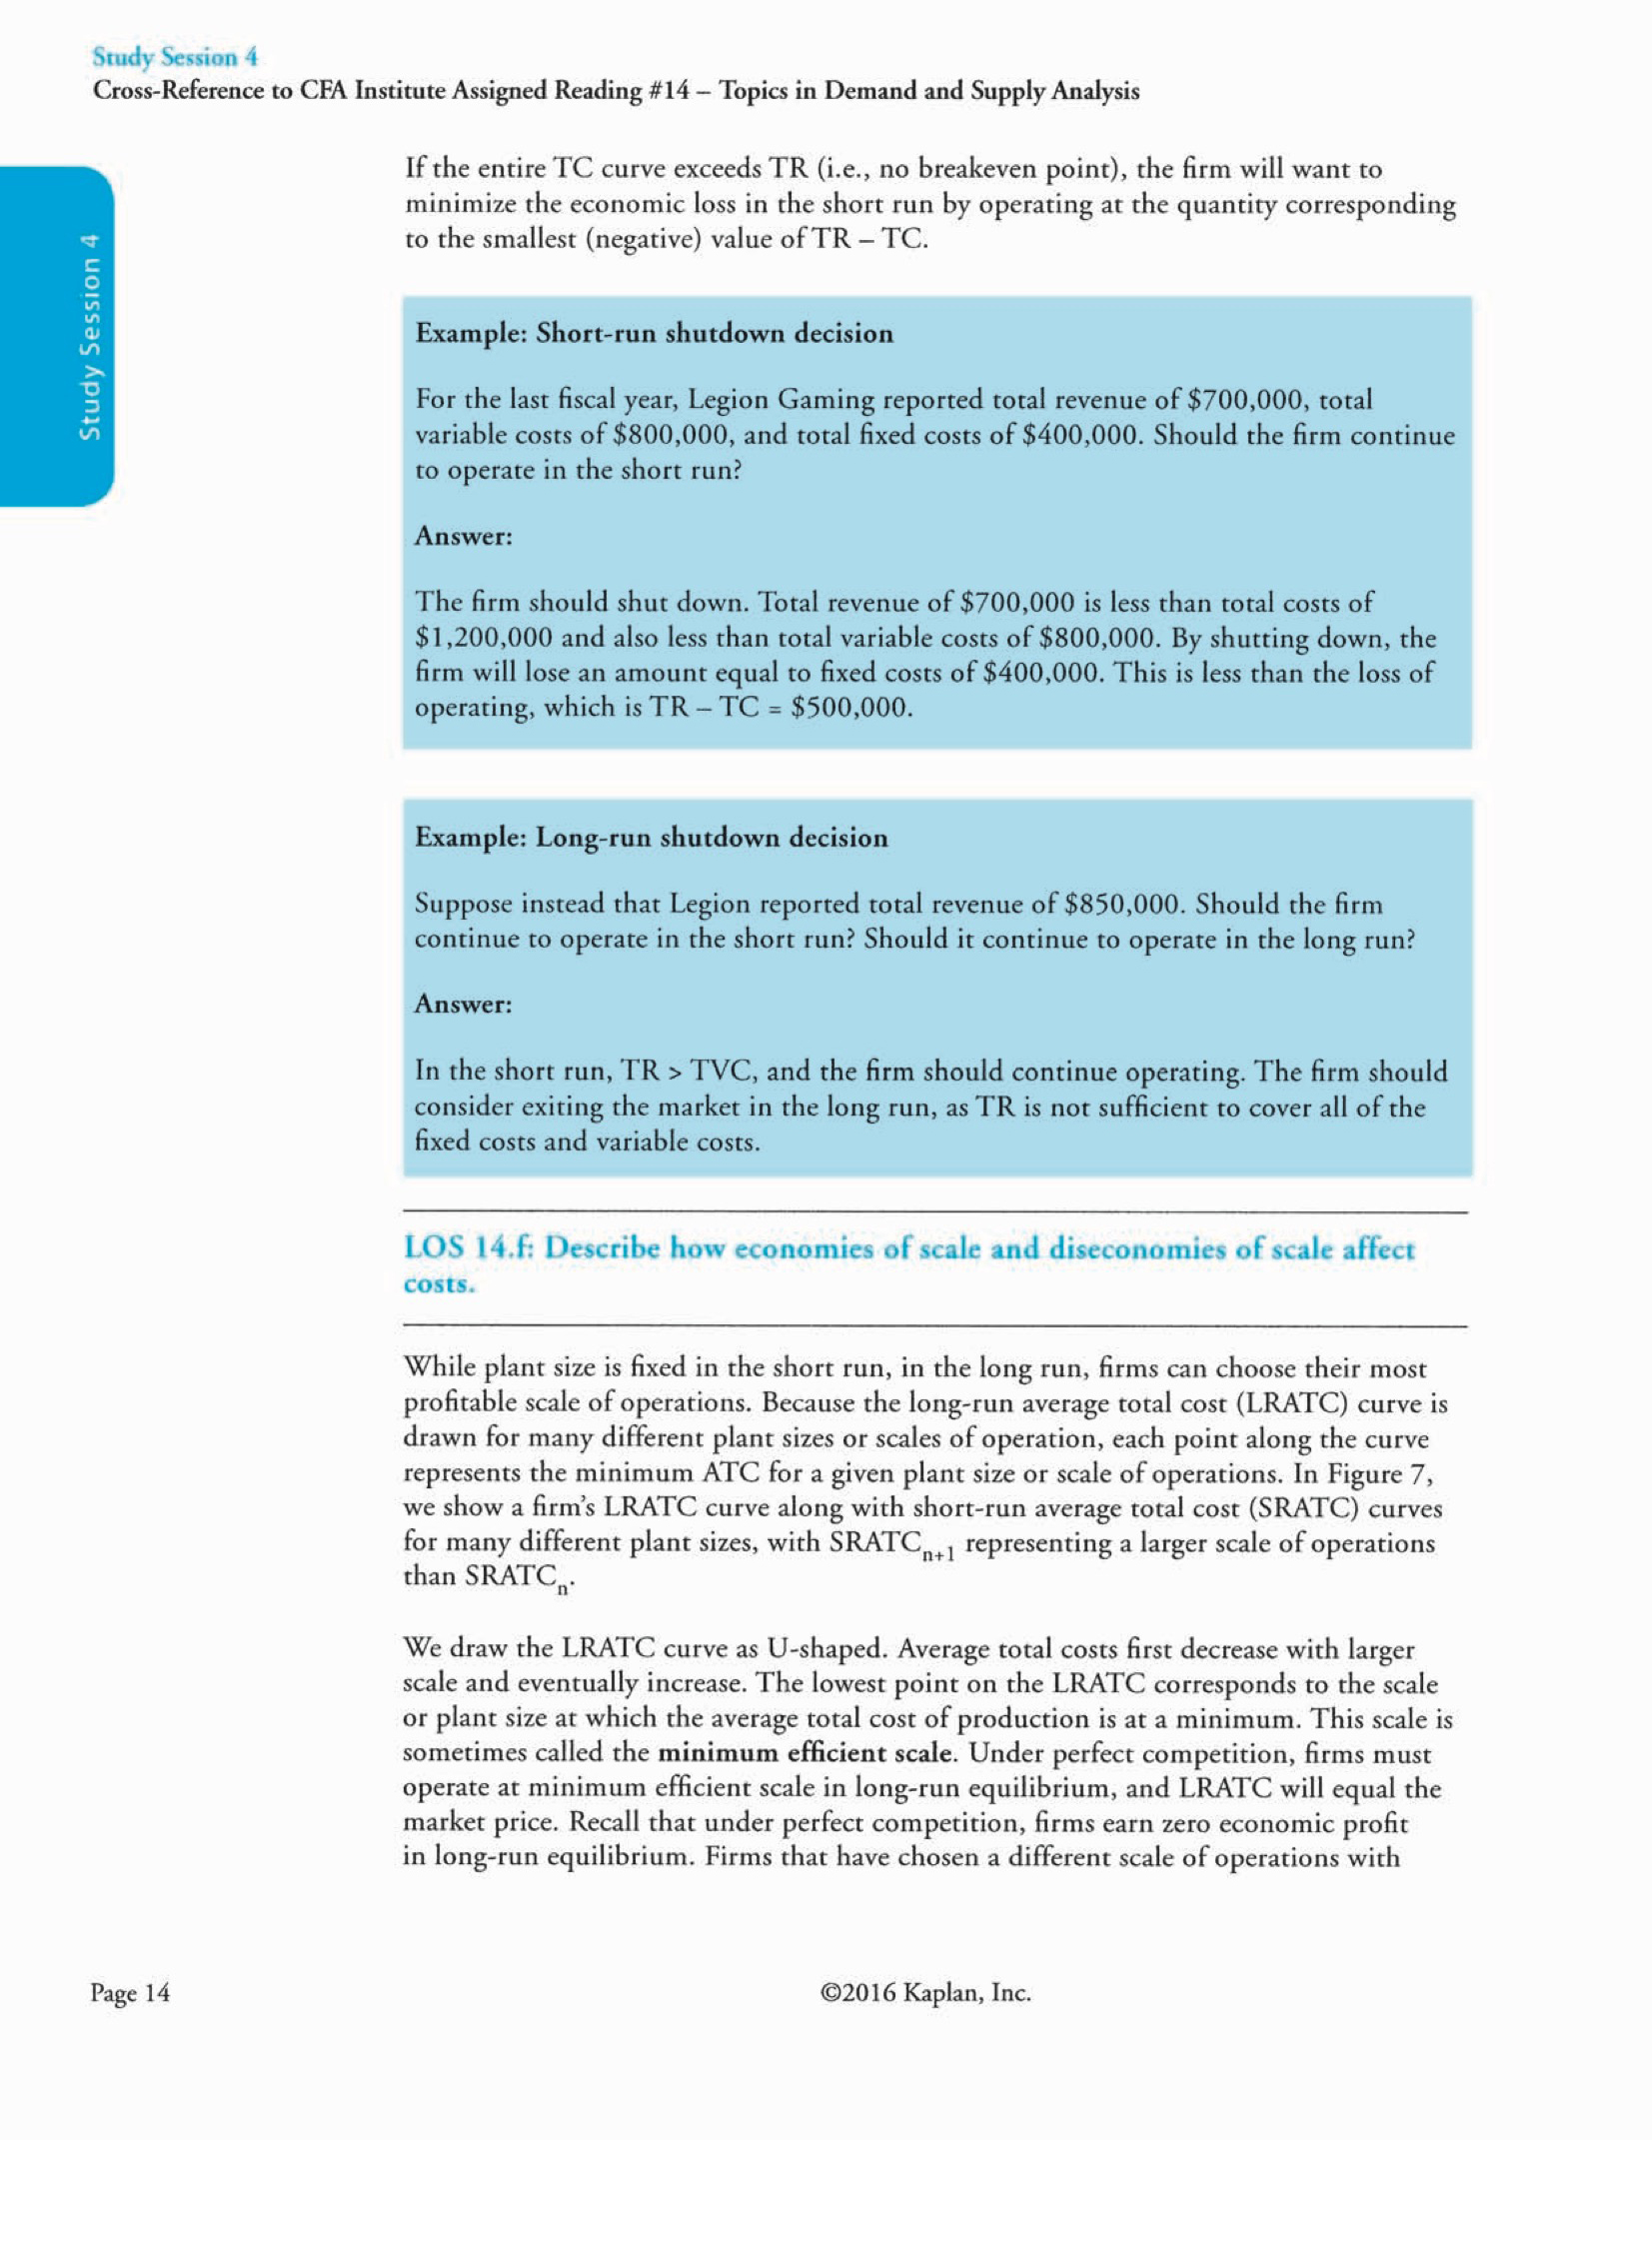 Study Session 4
Cross-Reference to CFA Institute Assigned Reading #14 – Topics in Demand and Supply Analysis
Study Session 4
If the entire TC curve exceeds TR (i.e., no breakeven point), the firm will want to
minimize the economic loss in the short run by operating at the quantity corresponding
to the smallest (negative) value of TR – TC.
Example: Short-run shutdown decision
For the last fiscal year, Legion Gaming reported total revenue of $700,000, total
variable costs of $800,000, and total fixed costs of $400,000. Should the firm continue
to operate in the short run?
Answer:
The firm should shut down. Total revenue of $700,000 is less than total costs of
$1,200,000 and also less than total variable costs of $800,000. By shutting down, the
firm will lose an amount equal to fixed costs of $400,000. This is less than the loss of
operating, which is TR – TC = $500,000.
Example: Long-run shutdown decision
Suppose instead that Legion reported total revenue of $850,000. Should the firm
continue to operate in the short run? Should it continue to operate in the long run?
Answer:
In the short run, TR > TVC, and the firm should continue operating. The firm should
consider exiting the market in the long run, as TR is not sufficient to cover all of the
fixed costs and variable costs.
LOS 14.f: Describe how economies of scale and diseconomies of scale affect
costs.
While plant size is fixed in the short run, in the long run, firms can choose their most
profitable scale of operations. Because the long-run average total cost (LRATC) curve is
drawn for many different plant sizes or scales of operation, each point along the curve
represents the minimum ATC for a given plant size or scale of operations. In Figure 7,
we show a firm's LRATC curve along with short-run average total cost (SRATC) curves
for many different plant sizes, with SRATCn+1 representing a larger scale of operations
than SRATCn.
We draw the LRATC curve as U-shaped. Average total costs first decrease with larger
scale and eventually increase. The lowest point on the LRATC corresponds to the scale
or plant size at which the average total cost of production is at a minimum. This scale is
sometimes called the minimum efficient scale. Under perfect competition, firms must
operate at minimum efficient scale in long-run equilibrium, and LRATC will equal the
market price. Recall that under perfect competition, firms earn zero economic profit
in long-run equilibrium. Firms that have chosen a different scale of operations with
Page 14
©2016 Kaplan, Inc.